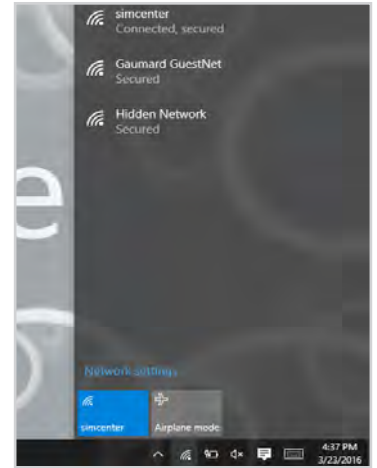 simcenter
Connected, secured
Gaumard GuestNet
Secured
Hidden Network
Secured
e
Network settings
simcenter
Airplane mode
4:37 PM
3/23/2016